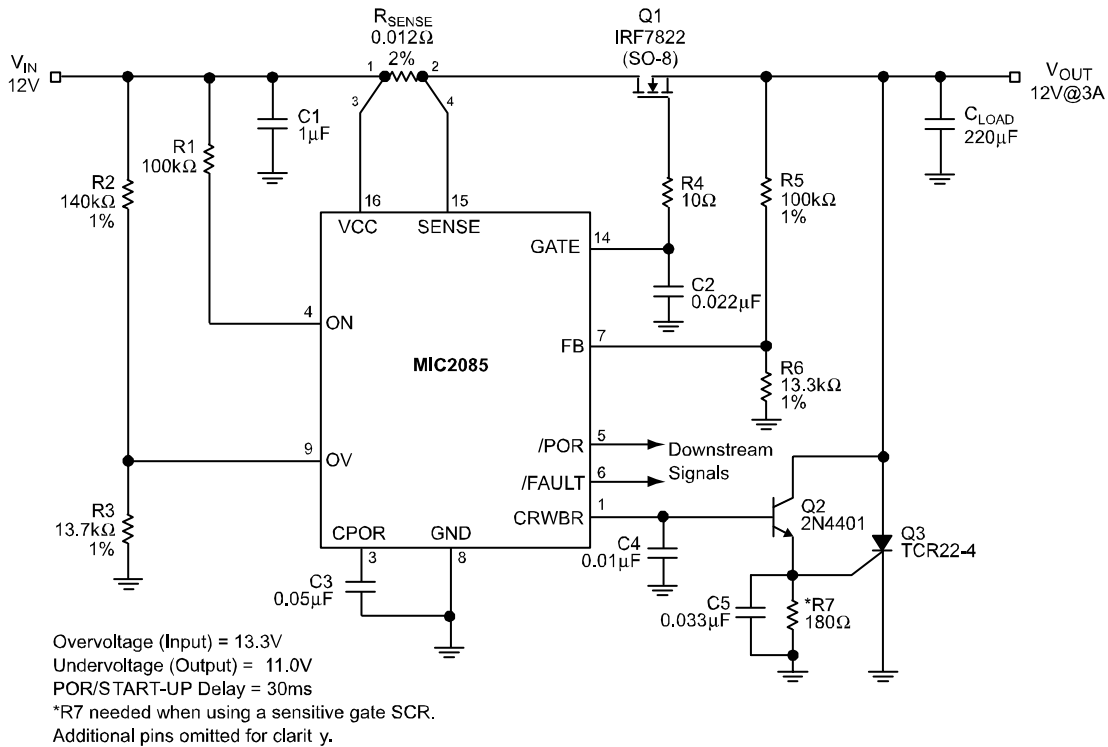 RSENSE
0.012Ω
2%
Q1
IRF7822
(SO-8)
VIN
12V
1
2
3
4
VOUT
12V@3A
C1
1µF
CLOAD
220µF
R1
100kΩ
R2
140kΩ
1%
R4
10Ω
R5
100kΩ
1%
16
15
VCC
SENSE
GATE
14
C2
0.022µF
4
ON
FB
7
MIC2085
R6
13.3kΩ
1%
/POR
5
Downstream
Signals
9
OV
/FAULT
6
CRWBR
1
Q2
2N4401
R3
13.7kΩ
1%
CPOR
GND
3
8
C4
0.01µF
Q3
TCR22-4
C3
0.05µF
C5
0.033µF
*R7
180Ω
Overvoltage (Input) = 13.3V
Undervoltage (Output) = 11.0V
POR/START-UP Delay = 30ms
*R7 needed when using a sensitive gate SCR.
Additional pins omitted for clarit y.